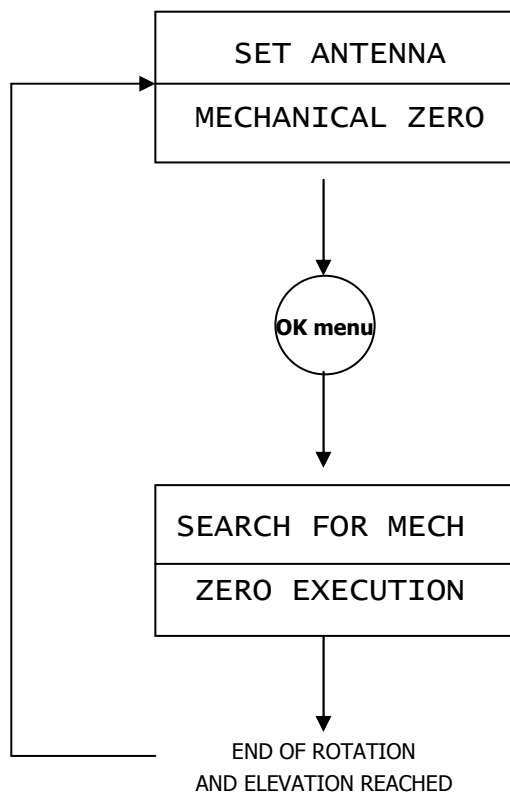 SET ANTENNA
MECHANICAL ZERO
OK menu
SEARCH FOR MECH
ZERO EXECUTION
END OF ROTATION
AND ELEVATION REACHED